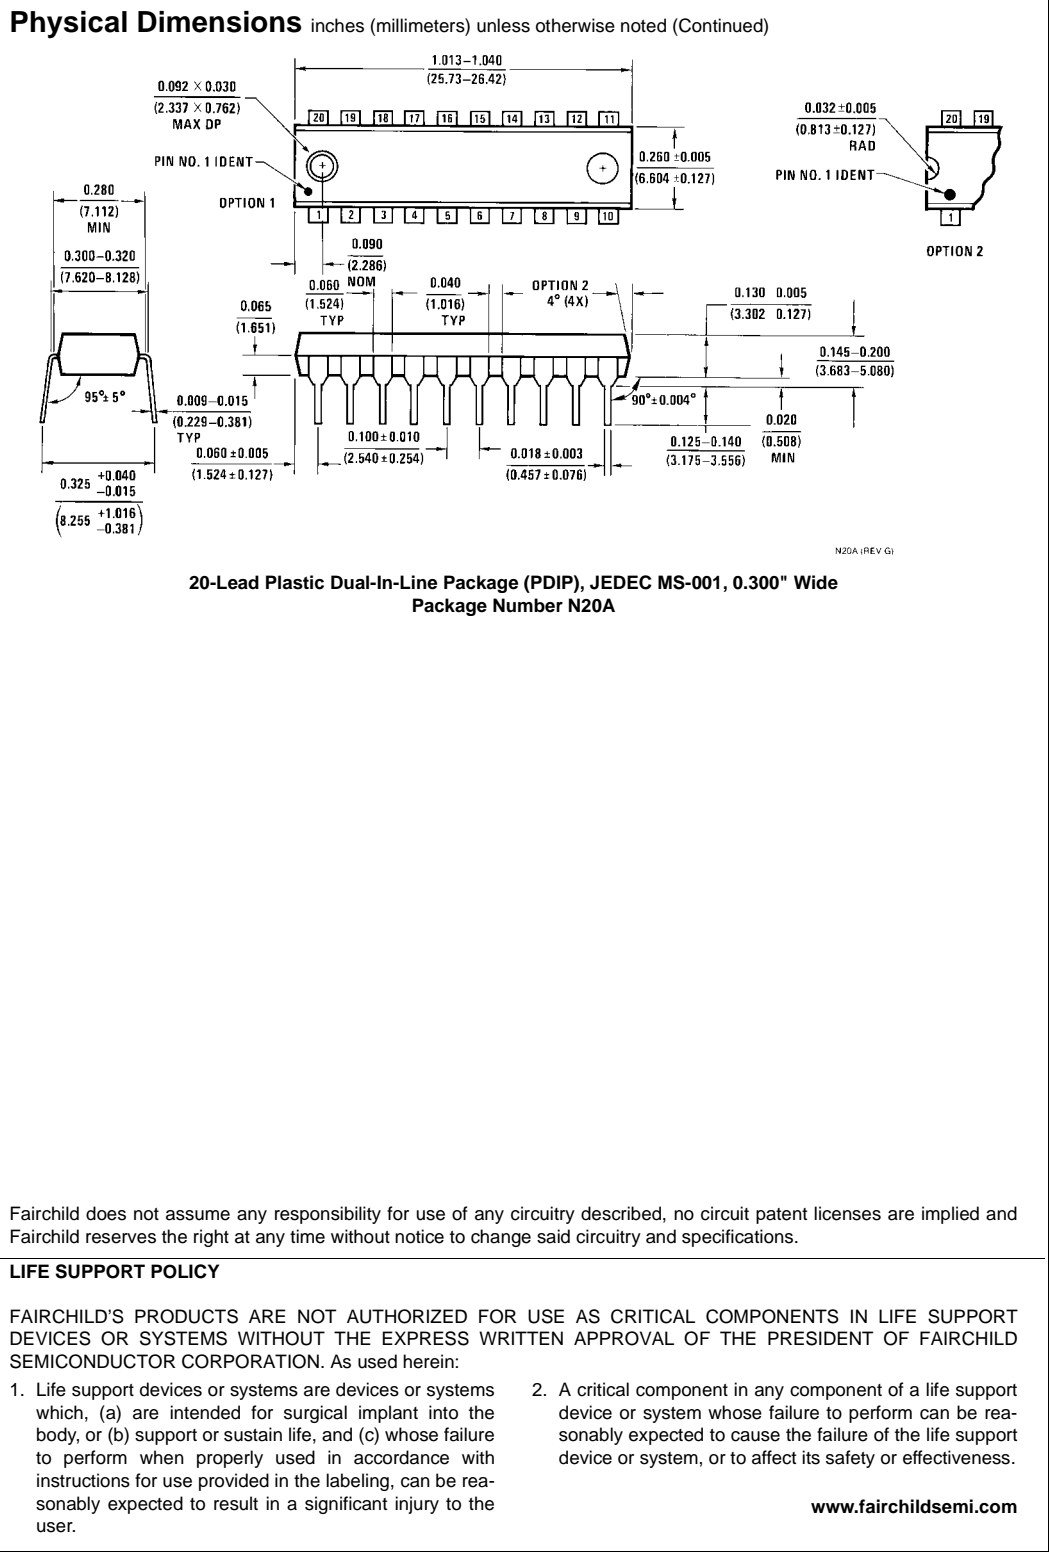 Physical Dimensions inches (millimeters) unless otherwise noted (Continued)
1.013–1.040
(25.73–26.42)
0.092 × 0.030
(2.337 × 0.762)
MAX DP
PIN NO. 1 IDENT
OPTION 1
20 19 18 17 16 15 14 13 12 11
1 2 3 4 5 6 7 8 9 10
0.260 ±0.005
(6.604 ±0.127)
0.032 ±0.005
(0.813 ±0.127)
RAD
PIN NO. 1 IDENT
20 19
1
OPTION 2
0.280
(7.112)
MIN
0.300–0.320
(7.620–8.128)
0.090
(2.286)
NOM
0.065
(1.651)
0.060
(1.524)
TYP
0.040
(1.016)
TYP
OPTION 2
4° (4X)
0.130 0.005
(3.302 0.127)
0.145–0.200
(3.683–5.080)
95°± 5°
0.009–0.015
(0.229–0.381)
TYP
90°±0.004°
0.020
(0.508)
MIN
0.125–0.140
(3.175–3.556)
0.100±0.010
(2.540±0.254)
0.018±0.003
(0.457±0.076)
0.060 ±0.005
(1.524±0.127)
0.325 +0.040 –0.015
(8.255 +1.016 –0.381)
N20A (REV G)
20-Lead Plastic Dual-In-Line Package (PDIP), JEDEC MS-001, 0.300" Wide
Package Number N20A
Fairchild does not assume any responsibility for use of any circuitry described, no circuit patent licenses are implied and
Fairchild reserves the right at any time without notice to change said circuitry and specifications.
LIFE SUPPORT POLICY
FAIRCHILD'S PRODUCTS ARE NOT AUTHORIZED FOR USE AS CRITICAL COMPONENTS IN LIFE SUPPORT
DEVICES OR SYSTEMS WITHOUT THE EXPRESS WRITTEN APPROVAL OF THE PRESIDENT OF FAIRCHILD
SEMICONDUCTOR CORPORATION. As used herein:
1. Life support devices or systems are devices or systems
which, (a) are intended for surgical implant into the
body, or (b) support or sustain life, and (c) whose failure
to perform when properly used in accordance with
instructions for use provided in the labeling, can be rea-
sonably expected to result in a significant injury to the
user.
2. A critical component in any component of a life support
device or system whose failure to perform can be rea-
sonably expected to cause the failure of the life support
device or system, or to affect its safety or effectiveness.
www.fairchildsemi.com